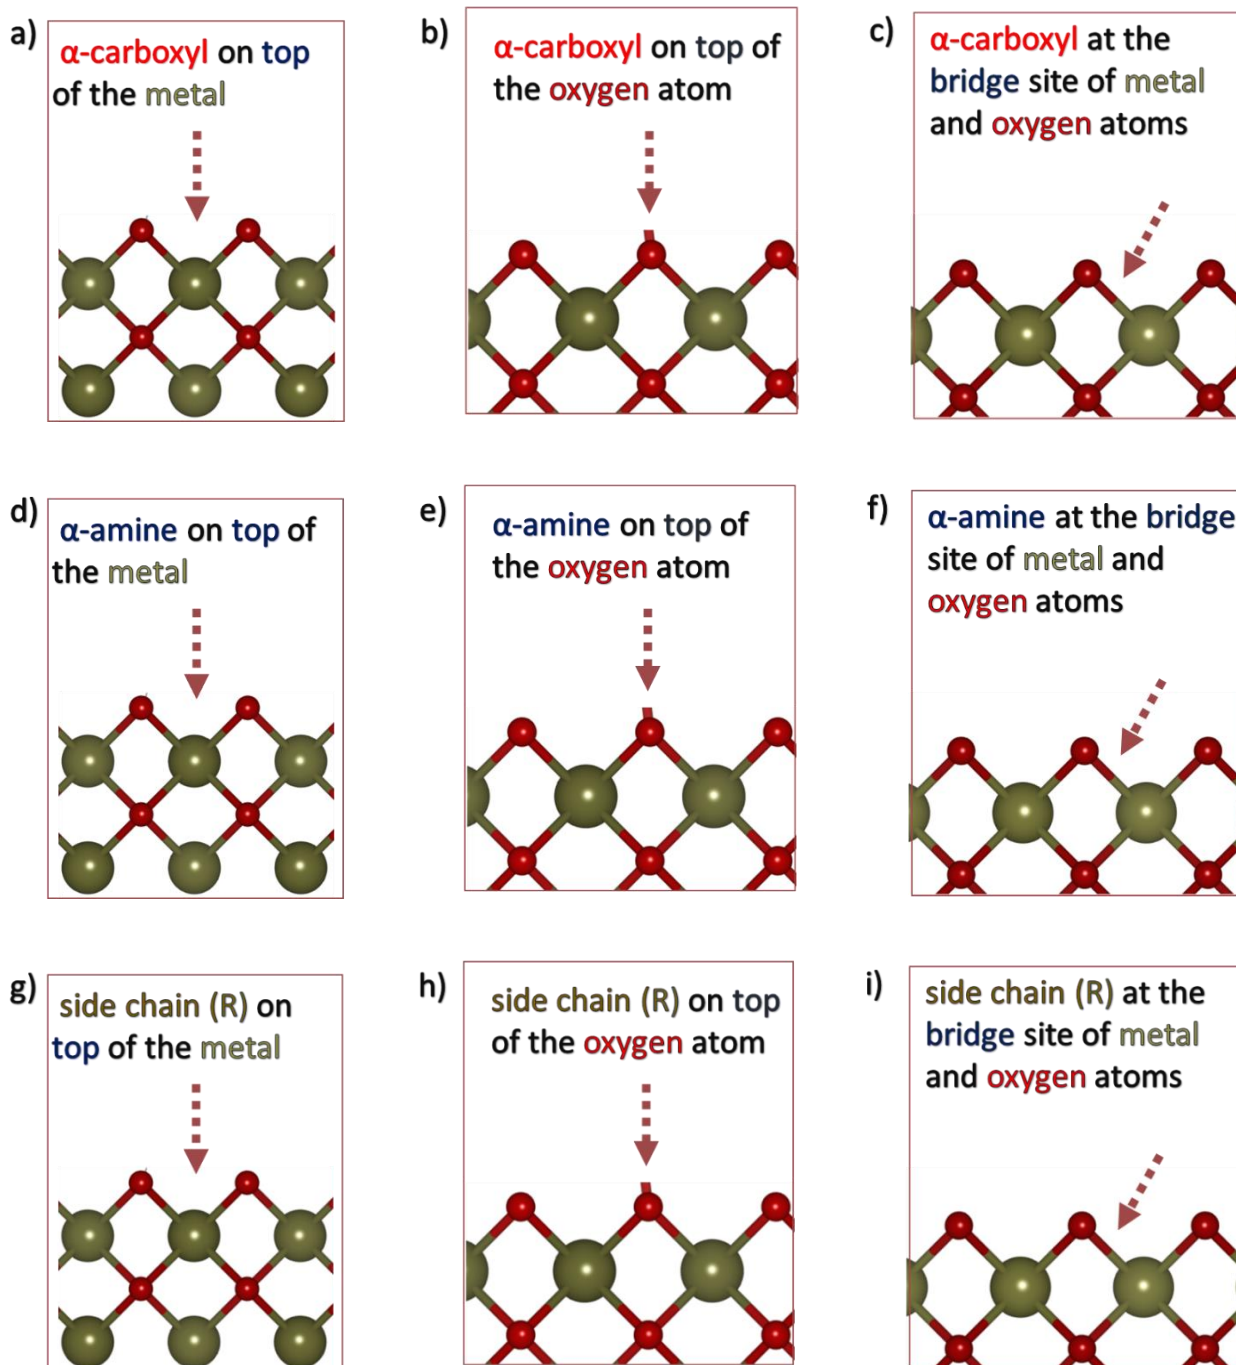 a)
α-carboxyl on top
of the metal
b)
α-carboxyl on top of
the oxygen atom
c)
α-carboxyl at the
bridge site of metal
and oxygen atoms
d)
α-amine on top of
the metal
e)
α-amine on top of
the oxygen atom
f)
α-amine at the bridge
site of metal and
oxygen atoms
g)
side chain (R) on
top of the metal
h)
side chain (R) on top
of the oxygen atom
i)
side chain (R) at the
bridge site of metal
and oxygen atoms